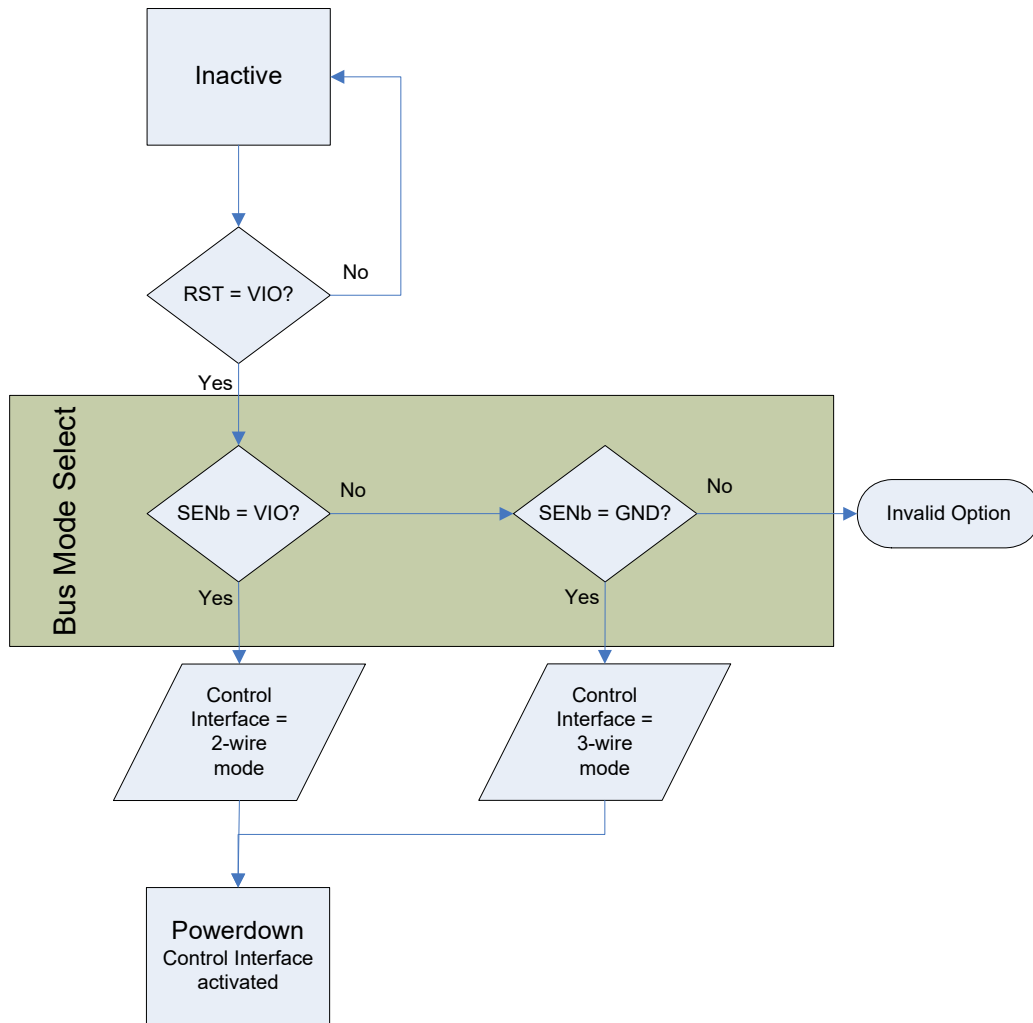 Inactive
No
RST = VIO?
Yes
Bus Mode Select
SENb = VIO?
No
SENb = GND?
No
Invalid Option
Yes
Yes
Control
Interface =
2-wire
mode
Control
Interface =
3-wire
mode
Powerdown
Control Interface
activated